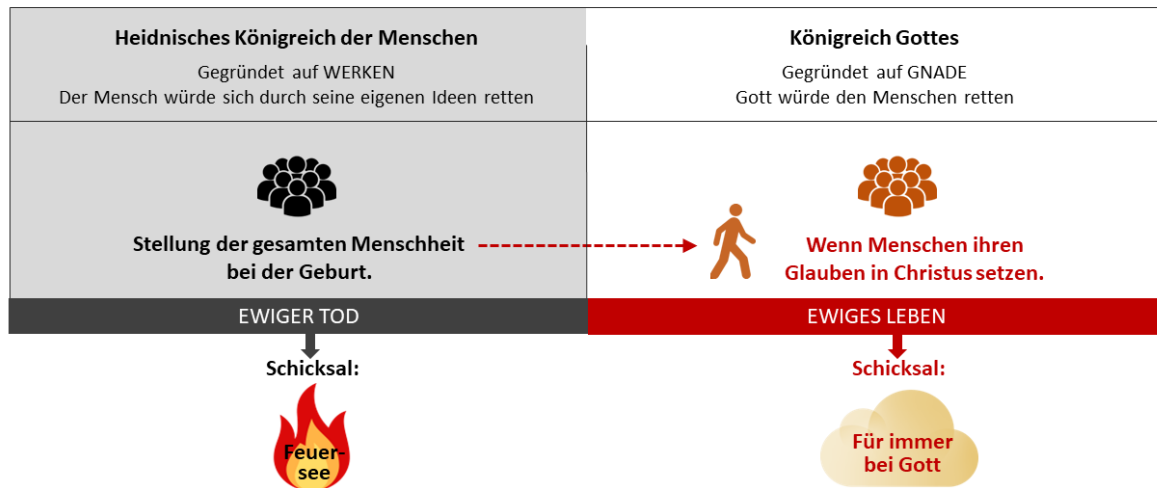 Heidnisches Königreich der Menschen
Gegründet auf WERKEN
Der Mensch würde sich durch seine eigenen Ideen retten
Königreich Gottes
Gegründet auf GNADE
Gott würde den Menschen retten
Stellung der gesamten Menschheit
bei der Geburt.
Wenn Menschen ihren
Glauben in Christus setzen.
EWIGER TOD
EWIGES LEBEN
Schicksal:
Feuer-
see
Schicksal:
Für immer
bei Gott